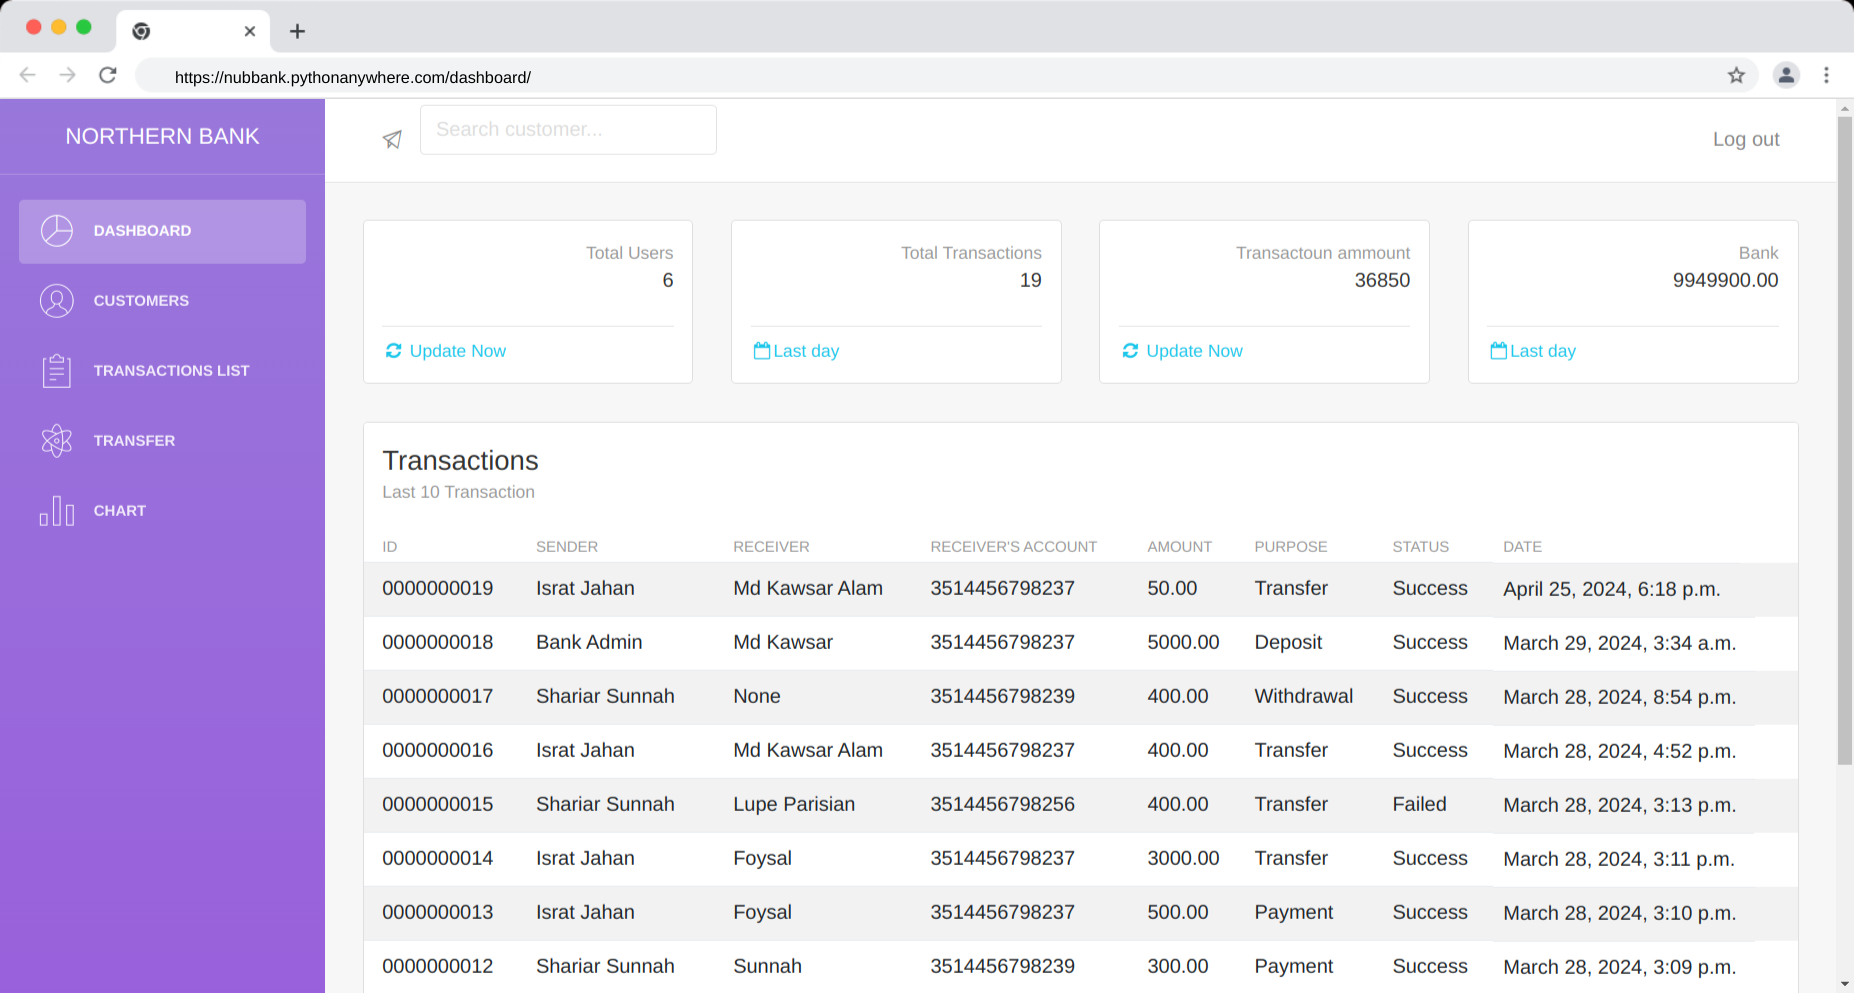 https://nubbank.pythonanywhere.com/dashboard/
NORTHERN BANK
DASHBOARD
CUSTOMERS
TRANSACTIONS LIST
TRANSFER
CHART
Search customer...
Log out
Total Users
6
Update Now
Total Transactions
19
Last day
Transactoun ammount
36850
Update Now
Bank
9949900.00
Last day
Transactions
Last 10 Transaction
ID SENDER RECEIVER RECEIVER'S ACCOUNT AMOUNT PURPOSE STATUS DATE
0000000019 Israt Jahan Md Kawsar Alam 3514456798237 50.00 Transfer Success April 25, 2024, 6:18 p.m.
0000000018 Bank Admin Md Kawsar 3514456798237 5000.00 Deposit Success March 29, 2024, 3:34 a.m.
0000000017 Shariar Sunnah None 3514456798239 400.00 Withdrawal Success March 28, 2024, 8:54 p.m.
0000000016 Israt Jahan Md Kawsar Alam 3514456798237 400.00 Transfer Success March 28, 2024, 4:52 p.m.
0000000015 Shariar Sunnah Lupe Parisian 3514456798256 400.00 Transfer Failed March 28, 2024, 3:13 p.m.
0000000014 Israt Jahan Foysal 3514456798237 3000.00 Transfer Success March 28, 2024, 3:11 p.m.
0000000013 Israt Jahan Foysal 3514456798237 500.00 Payment Success March 28, 2024, 3:10 p.m.
0000000012 Shariar Sunnah Sunnah 3514456798239 300.00 Payment Success March 28, 2024, 3:09 p.m.